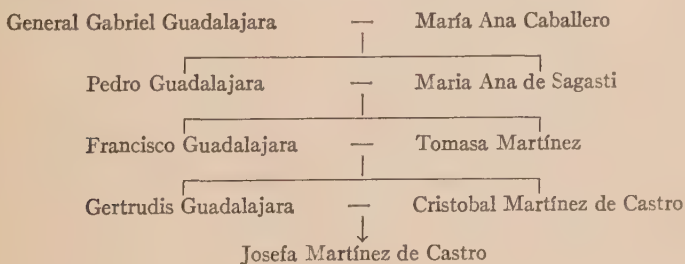 General Gabriel Guadalajara — María Ana Caballero
Pedro Guadalajara — Maria Ana de Sagasti
Francisco Guadalajara — Tomasa Martínez
Gertrudis Guadalajara — Cristobal Martínez de Castro
Josefa Martínez de Castro